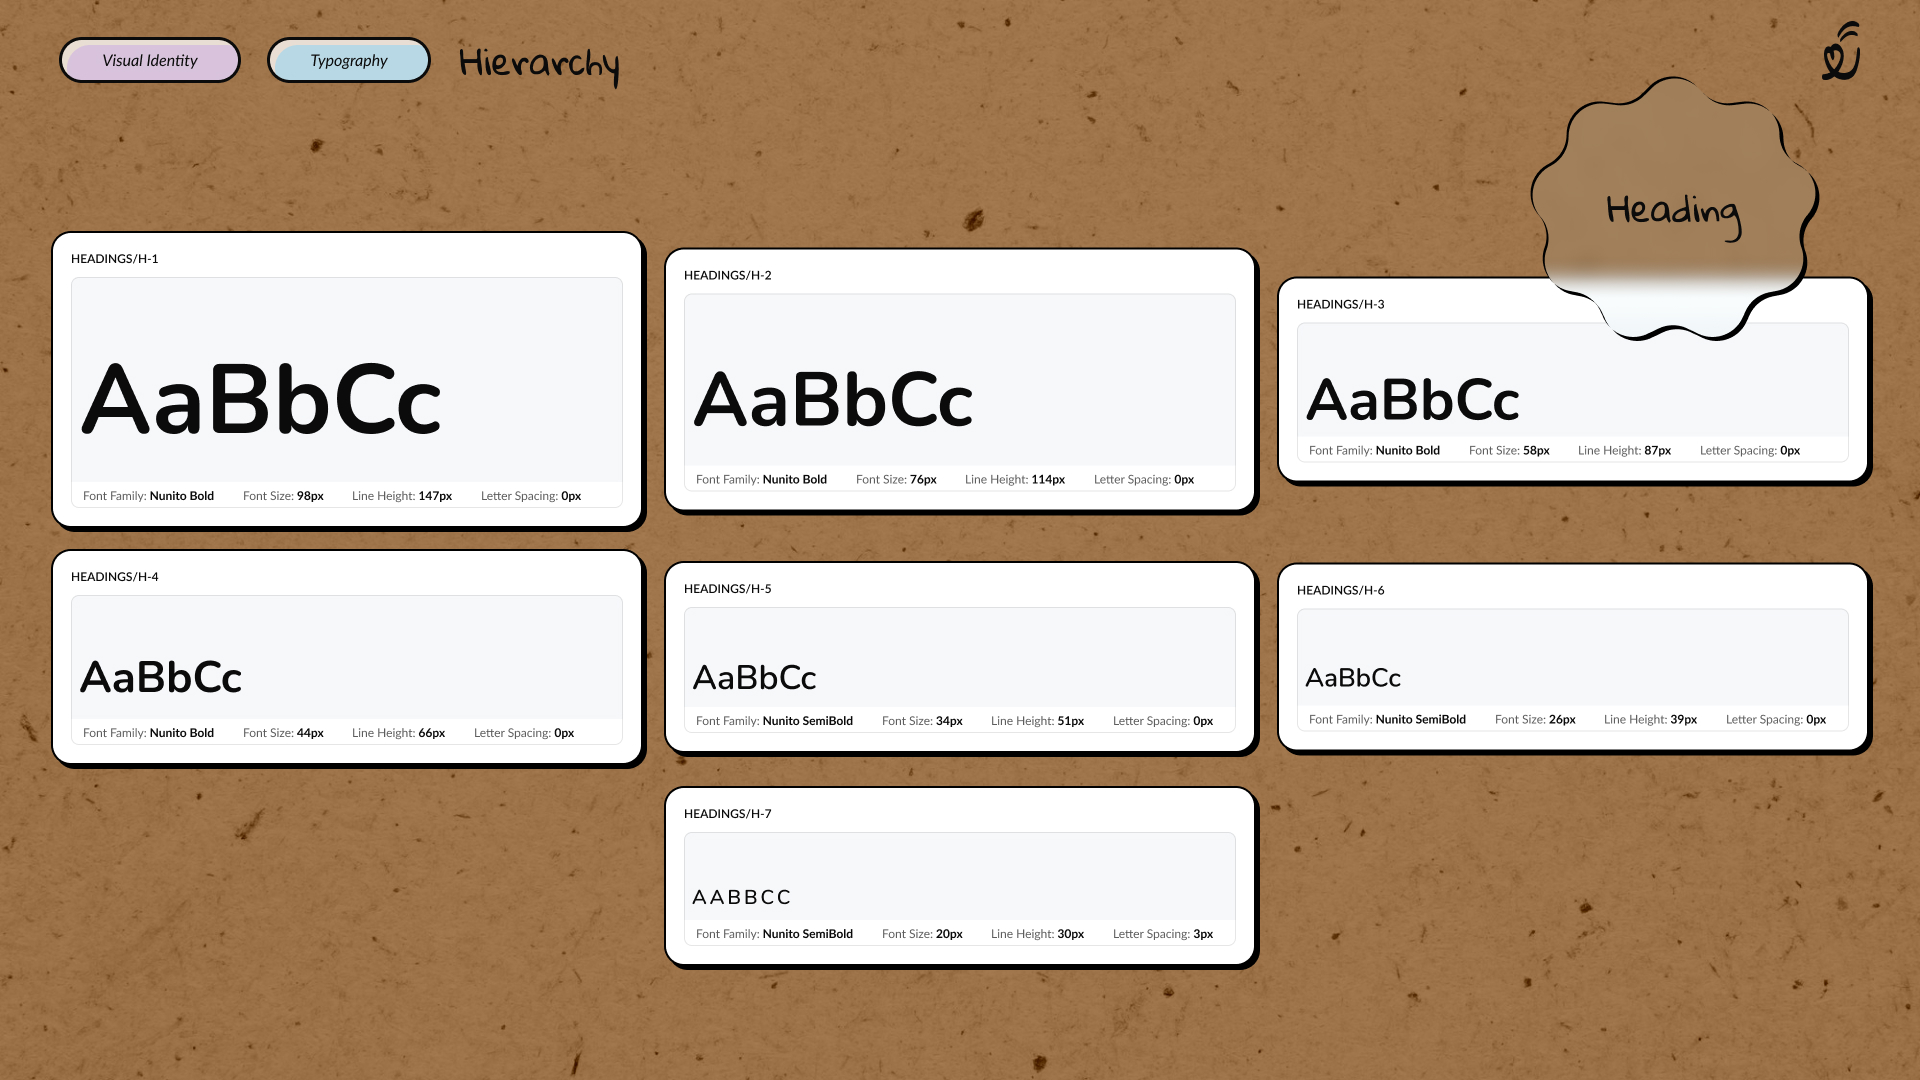 Visual Identity
Typography
Hierarchy
Heading
HEADINGS/H-1
AaBbCc
Font Family: Nunito Bold Font Size: 98px Line Height: 147px Letter Spacing: 0px
HEADINGS/H-2
AaBbCc
Font Family: Nunito Bold Font Size: 76px Line Height: 114px Letter Spacing: 0px
HEADINGS/H-3
AaBbCc
Font Family: Nunito Bold Font Size: 58px Line Height: 87px Letter Spacing: 0px
HEADINGS/H-4
AaBbCc
Font Family: Nunito Bold Font Size: 44px Line Height: 66px Letter Spacing: 0px
HEADINGS/H-5
AaBbCc
Font Family: Nunito SemiBold Font Size: 34px Line Height: 51px Letter Spacing: 0px
HEADINGS/H-6
AaBbCc
Font Family: Nunito SemiBold Font Size: 26px Line Height: 39px Letter Spacing: 0px
HEADINGS/H-7
AABBCC
Font Family: Nunito SemiBold Font Size: 20px Line Height: 30px Letter Spacing: 3px